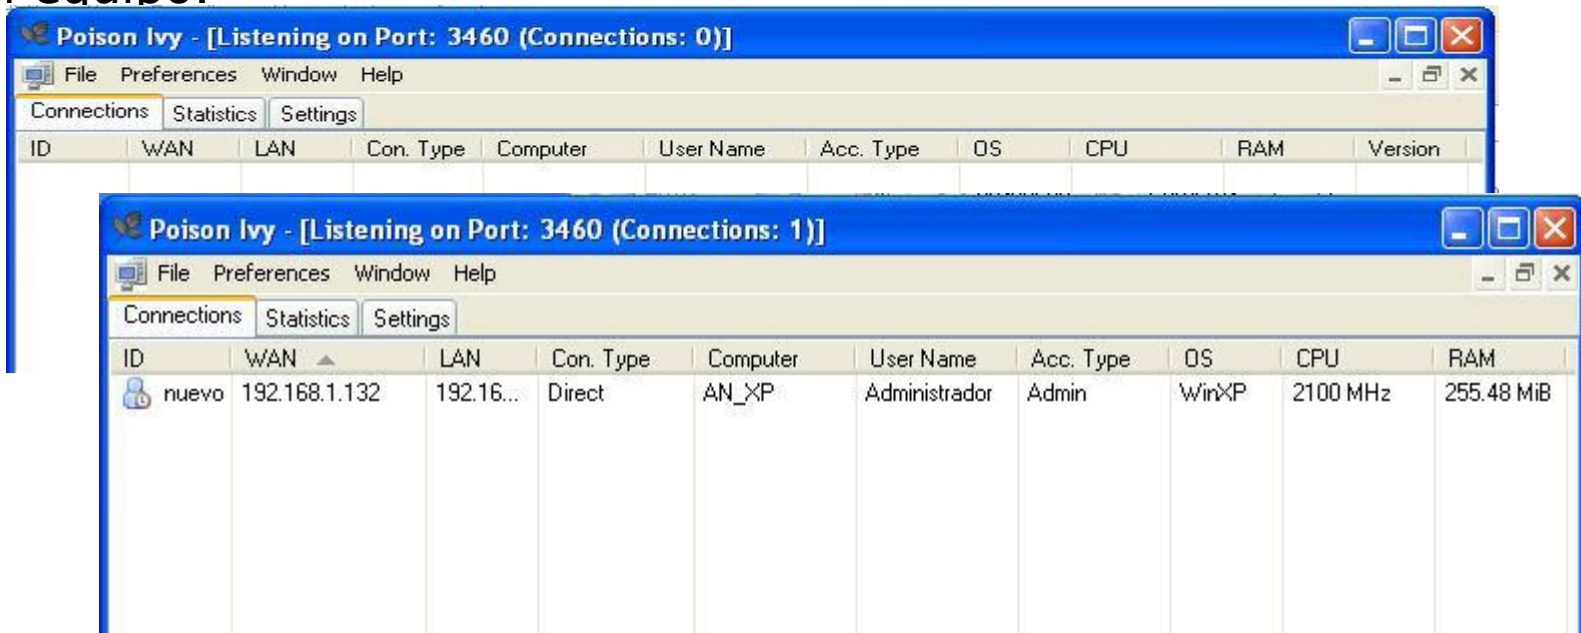 equipo.
Poison Ivy - [Listening on Port: 3460 (Connections: 0)]
File Preferences Window Help
Connections Statistics Settings
ID WAN LAN Con. Type Computer User Name Acc. Type OS CPU RAM Version
Poison Ivy - [Listening on Port: 3460 (Connections: 1)]
File Preferences Window Help
Connections Statistics Settings
ID WAN LAN Con. Type Computer User Name Acc. Type OS CPU RAM
nuevo 192.168.1.132 192.16... Direct AN_XP Administrador Admin WinXP 2100 MHz 255.48 MiB